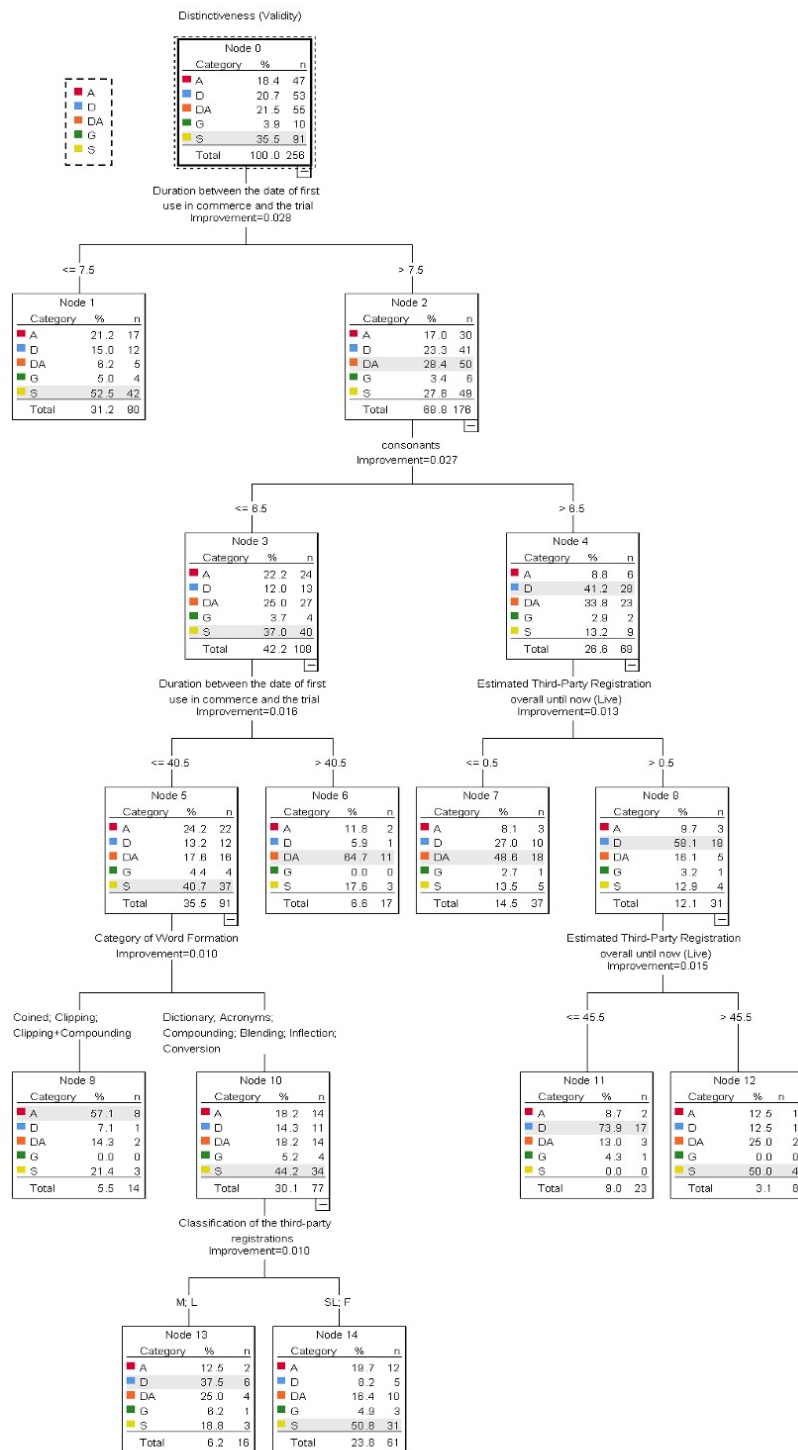 Distinctiveness (Validity)
Node 0
Category % n
A 18.4 47
D 20.7 53
DA 21.5 55
G 3.9 10
S 35.5 91
Total 100.0 256
A
D
DA
G
S
Duration between the date of first
use in commerce and the trial
Improvement=0.028
<= 7.5
> 7.5
Node 1
Category % n
A 21.2 17
D 15.0 12
DA 6.2 5
G 5.0 4
S 52.5 42
Total 31.2 80
Node 2
Category % n
A 17.0 30
D 23.3 41
DA 28.4 50
G 3.4 6
S 27.8 49
Total 68.8 176
consonants
Improvement=0.027
<= 6.5
> 6.5
Node 3
Category % n
A 22.2 24
D 12.0 13
DA 25.0 27
G 3.7 4
S 37.0 40
Total 42.2 108
Node 4
Category % n
A 8.8 6
D 41.2 28
DA 33.8 23
G 2.9 2
S 13.2 9
Total 26.6 68
Duration between the date of first
use in commerce and the trial
Improvement=0.016
Estimated Third-Party Registration
overall until now (Live)
Improvement=0.013
<= 40.5
> 40.5
<= 0.5
> 0.5
Node 5
Category % n
A 24.2 22
D 13.2 12
DA 17.6 16
G 4.4 4
S 40.7 37
Total 35.5 91
Node 6
Category % n
A 11.8 2
D 5.9 1
DA 64.7 11
G 0.0 0
S 17.6 3
Total 6.6 17
Node 7
Category % n
A 8.1 3
D 27.0 10
DA 48.6 18
G 2.7 1
S 13.5 5
Total 14.5 37
Node 8
Category % n
A 9.7 3
D 58.1 18
DA 16.1 5
G 3.2 1
S 12.9 4
Total 12.1 31
Category of Word Formation
Improvement=0.010
Estimated Third-Party Registration
overall until now (Live)
Improvement=0.015
Coined; Clipping;
Clipping+Compounding
Dictionary; Acronyms;
Compounding; Blending; Inflection;
Conversion
<= 45.5
> 45.5
Node 9
Category % n
A 57.1 8
D 7.1 1
DA 14.3 2
G 0.0 0
S 21.4 3
Total 5.5 14
Node 10
Category % n
A 18.2 14
D 14.3 11
DA 18.2 14
G 5.2 4
S 44.2 34
Total 30.1 77
Node 11
Category % n
A 8.7 2
D 73.9 17
DA 13.0 3
G 4.3 1
S 0.0 0
Total 9.0 23
Node 12
Category % n
A 12.5 1
D 12.5 1
DA 25.0 2
G 0.0 0
S 50.0 4
Total 3.1 8
Classification of the third-party
registrations
Improvement=0.010
M; L
SL; F
Node 13
Category % n
A 12.5 2
D 37.5 6
DA 25.0 4
G 6.2 1
S 18.8 3
Total 6.2 16
Node 14
Category % n
A 19.7 12
D 8.2 5
DA 16.4 10
G 4.9 3
S 50.8 31
Total 23.8 61